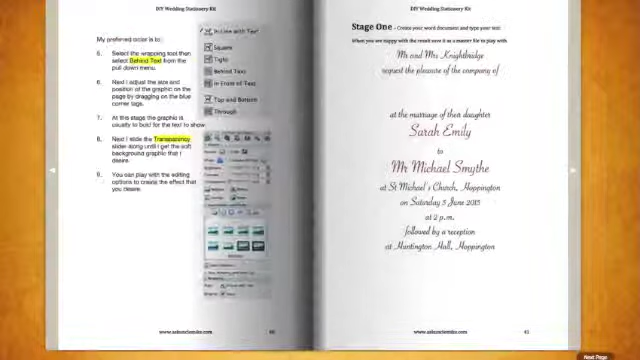 DIY Wedding Stationery Kit
My preferred order is to:
5. Select the wrapping tool then
select Behind Text from the
pull down menu.
6. Next I adjust the size and
position of the graphic on the
page by dragging on the blue
corner tags.
7. At this stage the graphic is
usually to bold for the text to show
8. Next I slide the Transparency
slider along until I get the soft
background graphic that I
desire.
9. You can play with the editing
options to create the effect that
you desire.
In Line with Text
Square
Tight
Behind Text
In Front of Text
Top and Bottom
Through
40
DIY Wedding Stationery Kit
Stage One - Create your word document and type your text.
When you are happy with the result save it as a master file to play with
Mr and Mrs Knightridge
request the pleasure of the company of
at the marriage of their daughter
Sarah Emily
to
Mr Michael Smythe
at St Michael's Church, Hoppington
on Saturday 5 June 2015
at 2 p.m.
followed by a reception
at Huntington Hall, Hoppington
41
Next Page